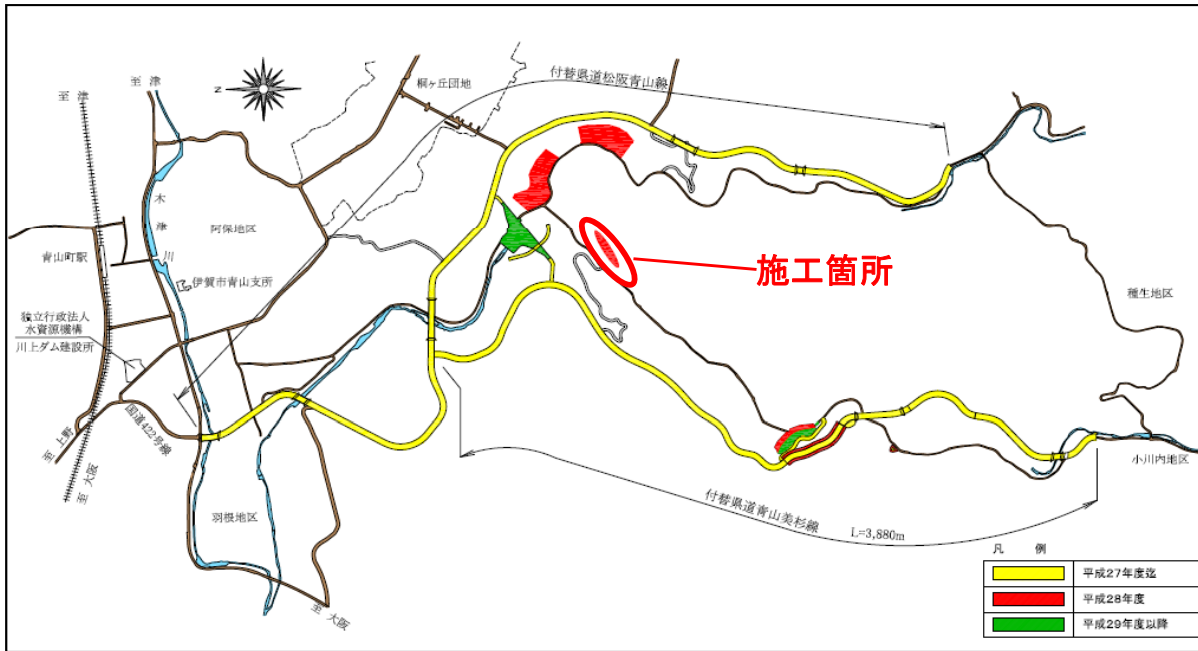 至 津
至 津
桐ヶ丘団地
付替県道松阪青山線
N
木津川
阿保地区
青山町駅
伊賀市青山支所
施工箇所
種生地区
独立行政法人
水資源機構
川上ダム建設所
国道422号線
至 上野
至 大阪
羽根地区
至 大阪
付替県道青山美杉線
L=3,880m
小川内地区
凡 例
平成27年度迄
平成28年度
平成29年度以降